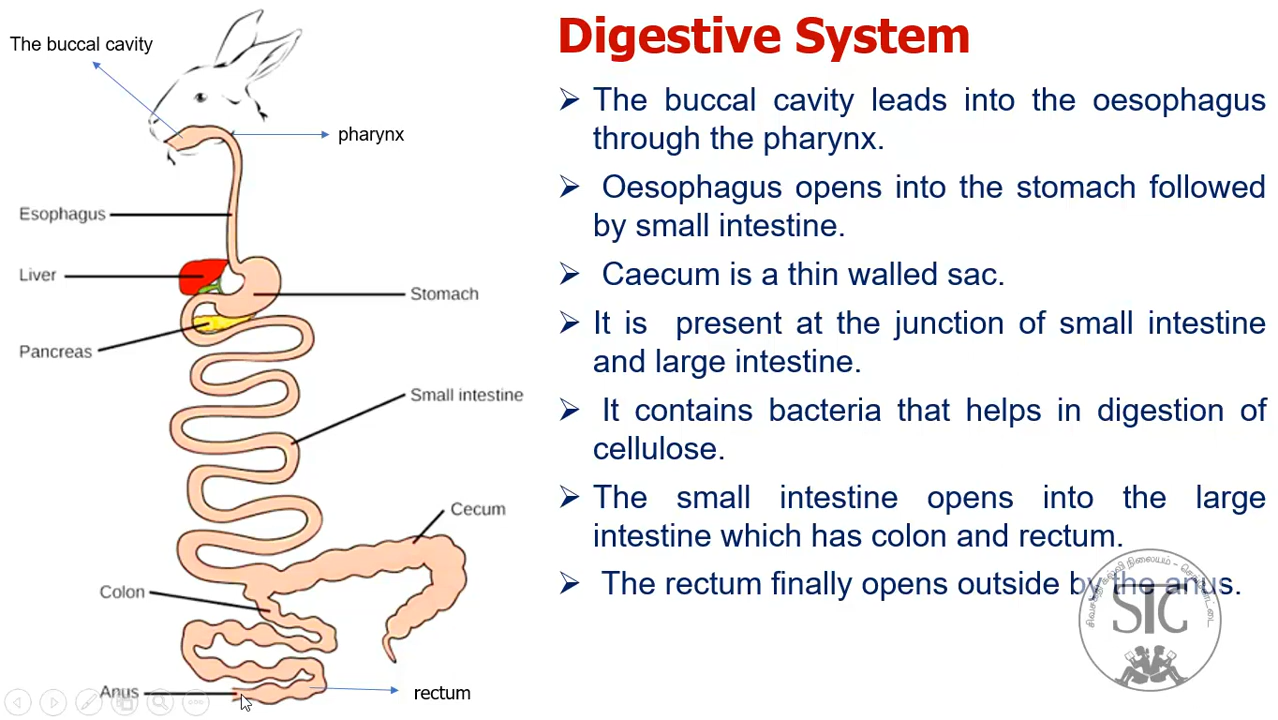 Digestive System
The buccal cavity
pharynx
Esophagus
Liver
Stomach
Pancreas
Small intestine
Cecum
Colon
Anus
rectum
➤ The buccal cavity leads into the oesophagus
through the pharynx.
➤ Oesophagus opens into the stomach followed
by small intestine.
➤ Caecum is a thin walled sac.
➤ It is present at the junction of small intestine
and large intestine.
➤ It contains bacteria that helps in digestion of
cellulose.
➤ The small intestine opens into the large
intestine which has colon and rectum.
➤ The rectum finally opens outside by the anus.
STC